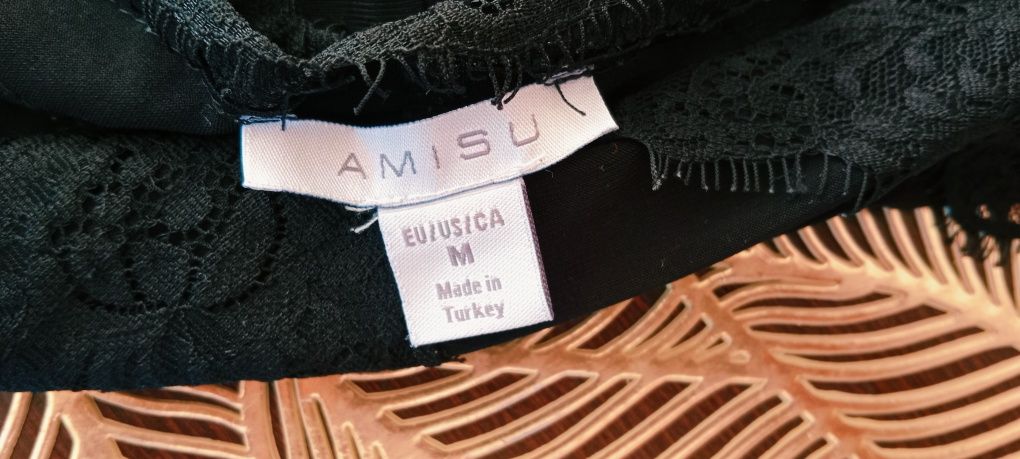 AMISU
EU/US/CA
M
Made in
Turkey